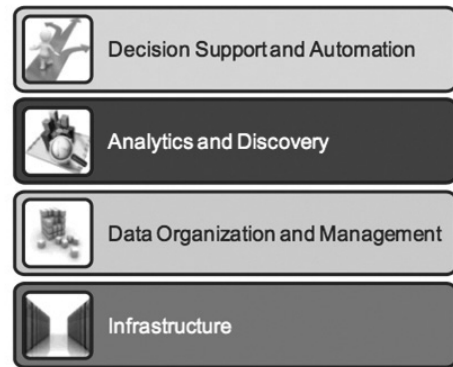 Decision Support and Automation
Analytics and Discovery
Data Organization and Management
Infrastructure